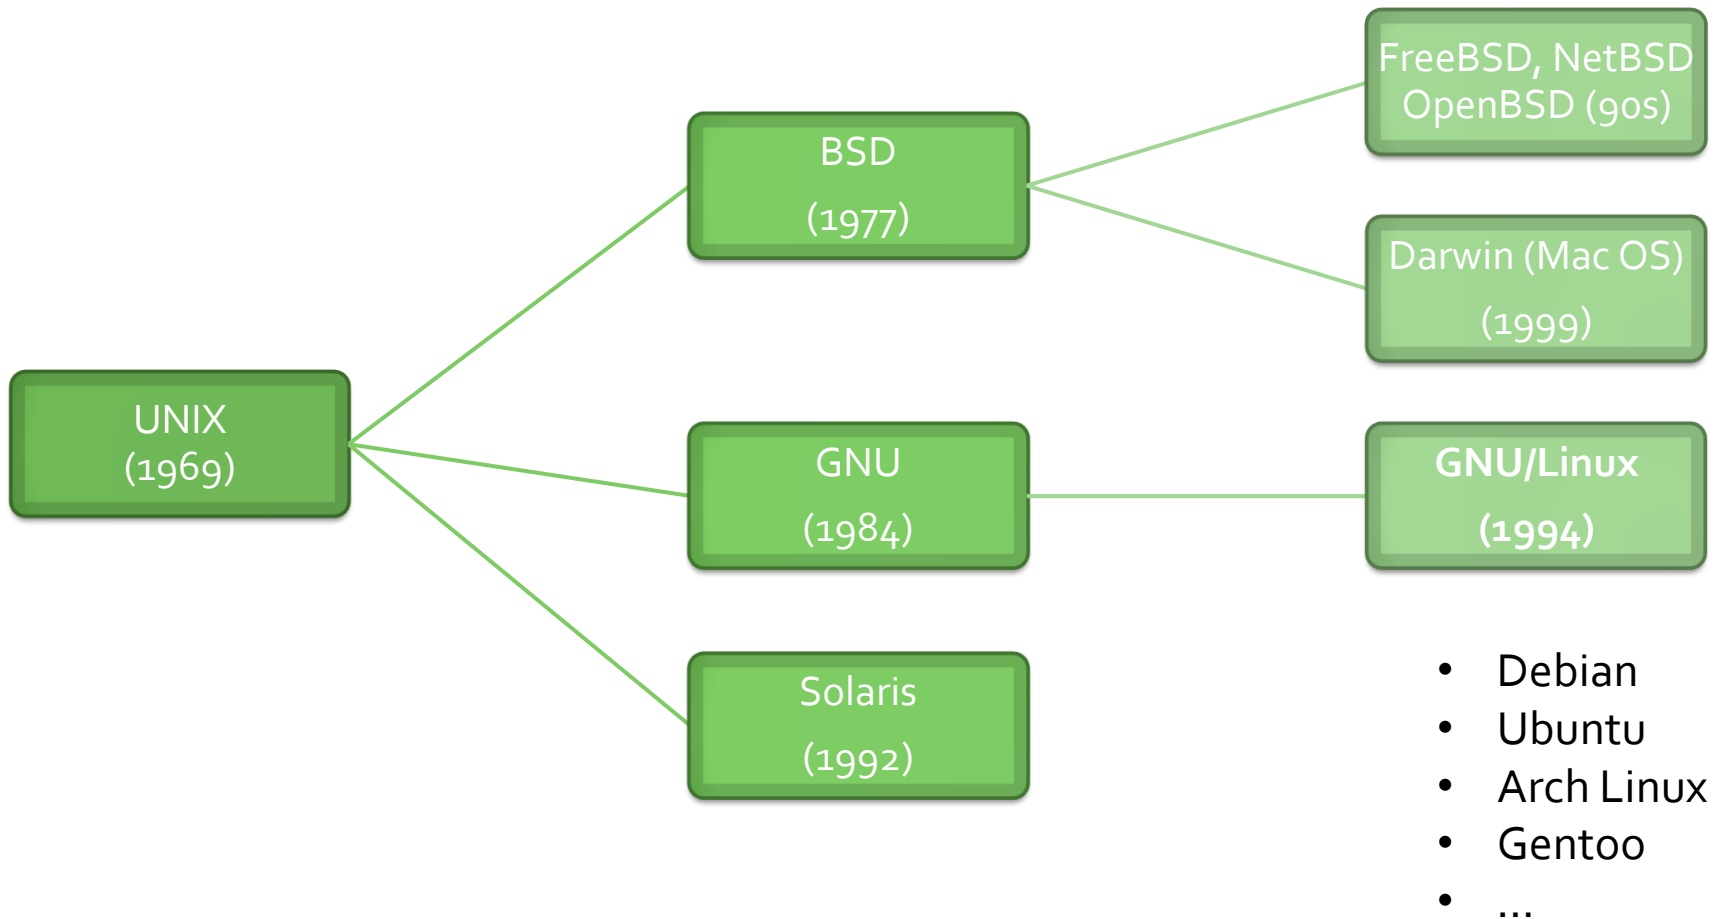 UNIX
(1969)
BSD
(1977)
GNU
(1984)
Solaris
(1992)
FreeBSD, NetBSD
OpenBSD (90s)
Darwin (Mac OS)
(1999)
GNU/Linux
(1994)
• Debian
• Ubuntu
• Arch Linux
• Gentoo
• ...